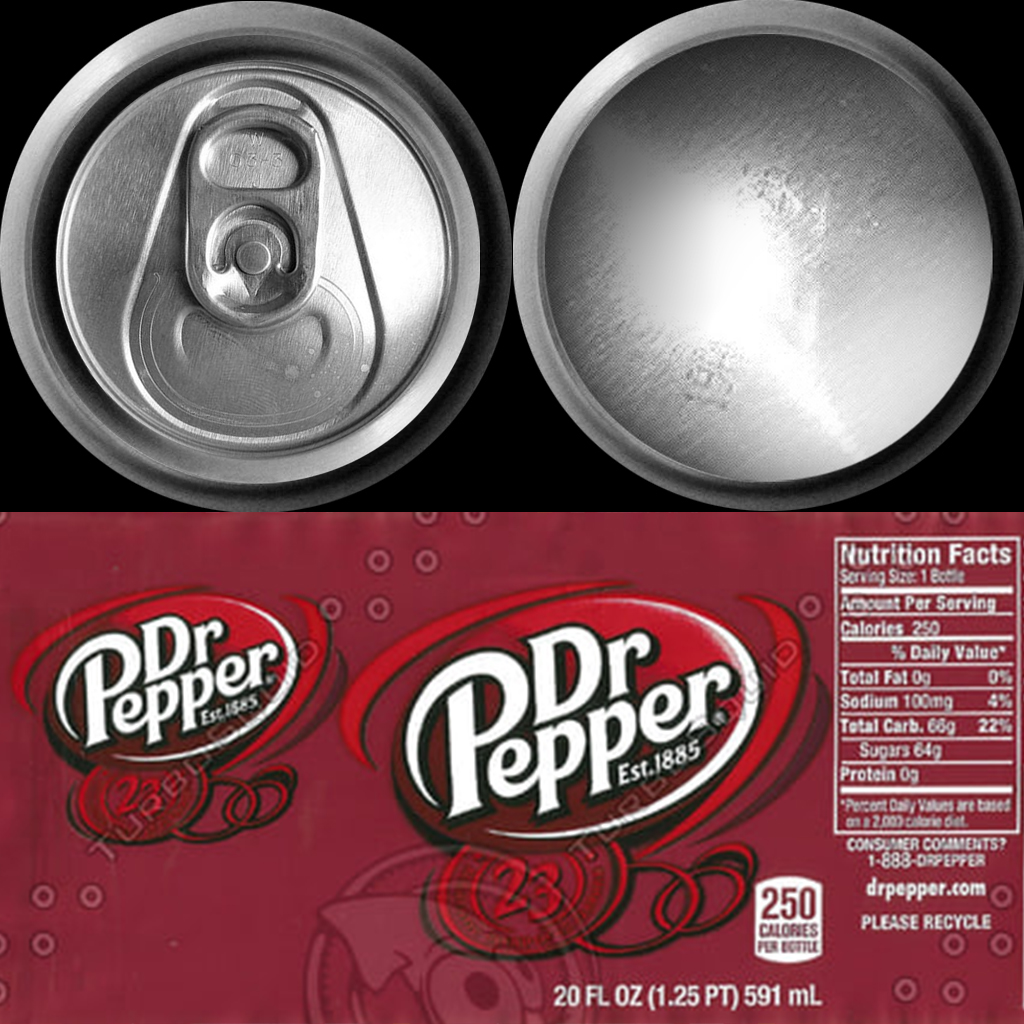 Dr
Pepper
Est.1885
23
Dr
Pepper®
Est.1885
23
250
CALORIES
PER BOTTLE
20 FL OZ (1.25 PT) 591 mL
Nutrition Facts
Serving Size: 1 Bottle
Amount Per Serving
Calories 250
% Daily Value*
Total Fat 0g 0%
Sodium 100mg 4%
Total Carb. 66g 22%
Sugars 64g
Protein 0g
*Percent Daily Values are based
on a 2,000 calorie diet.
CONSUMER COMMENTS?
1-888-DRPEPPER
drpepper.com
PLEASE RECYCLE
TURBOSQUID
TURBOSQUID